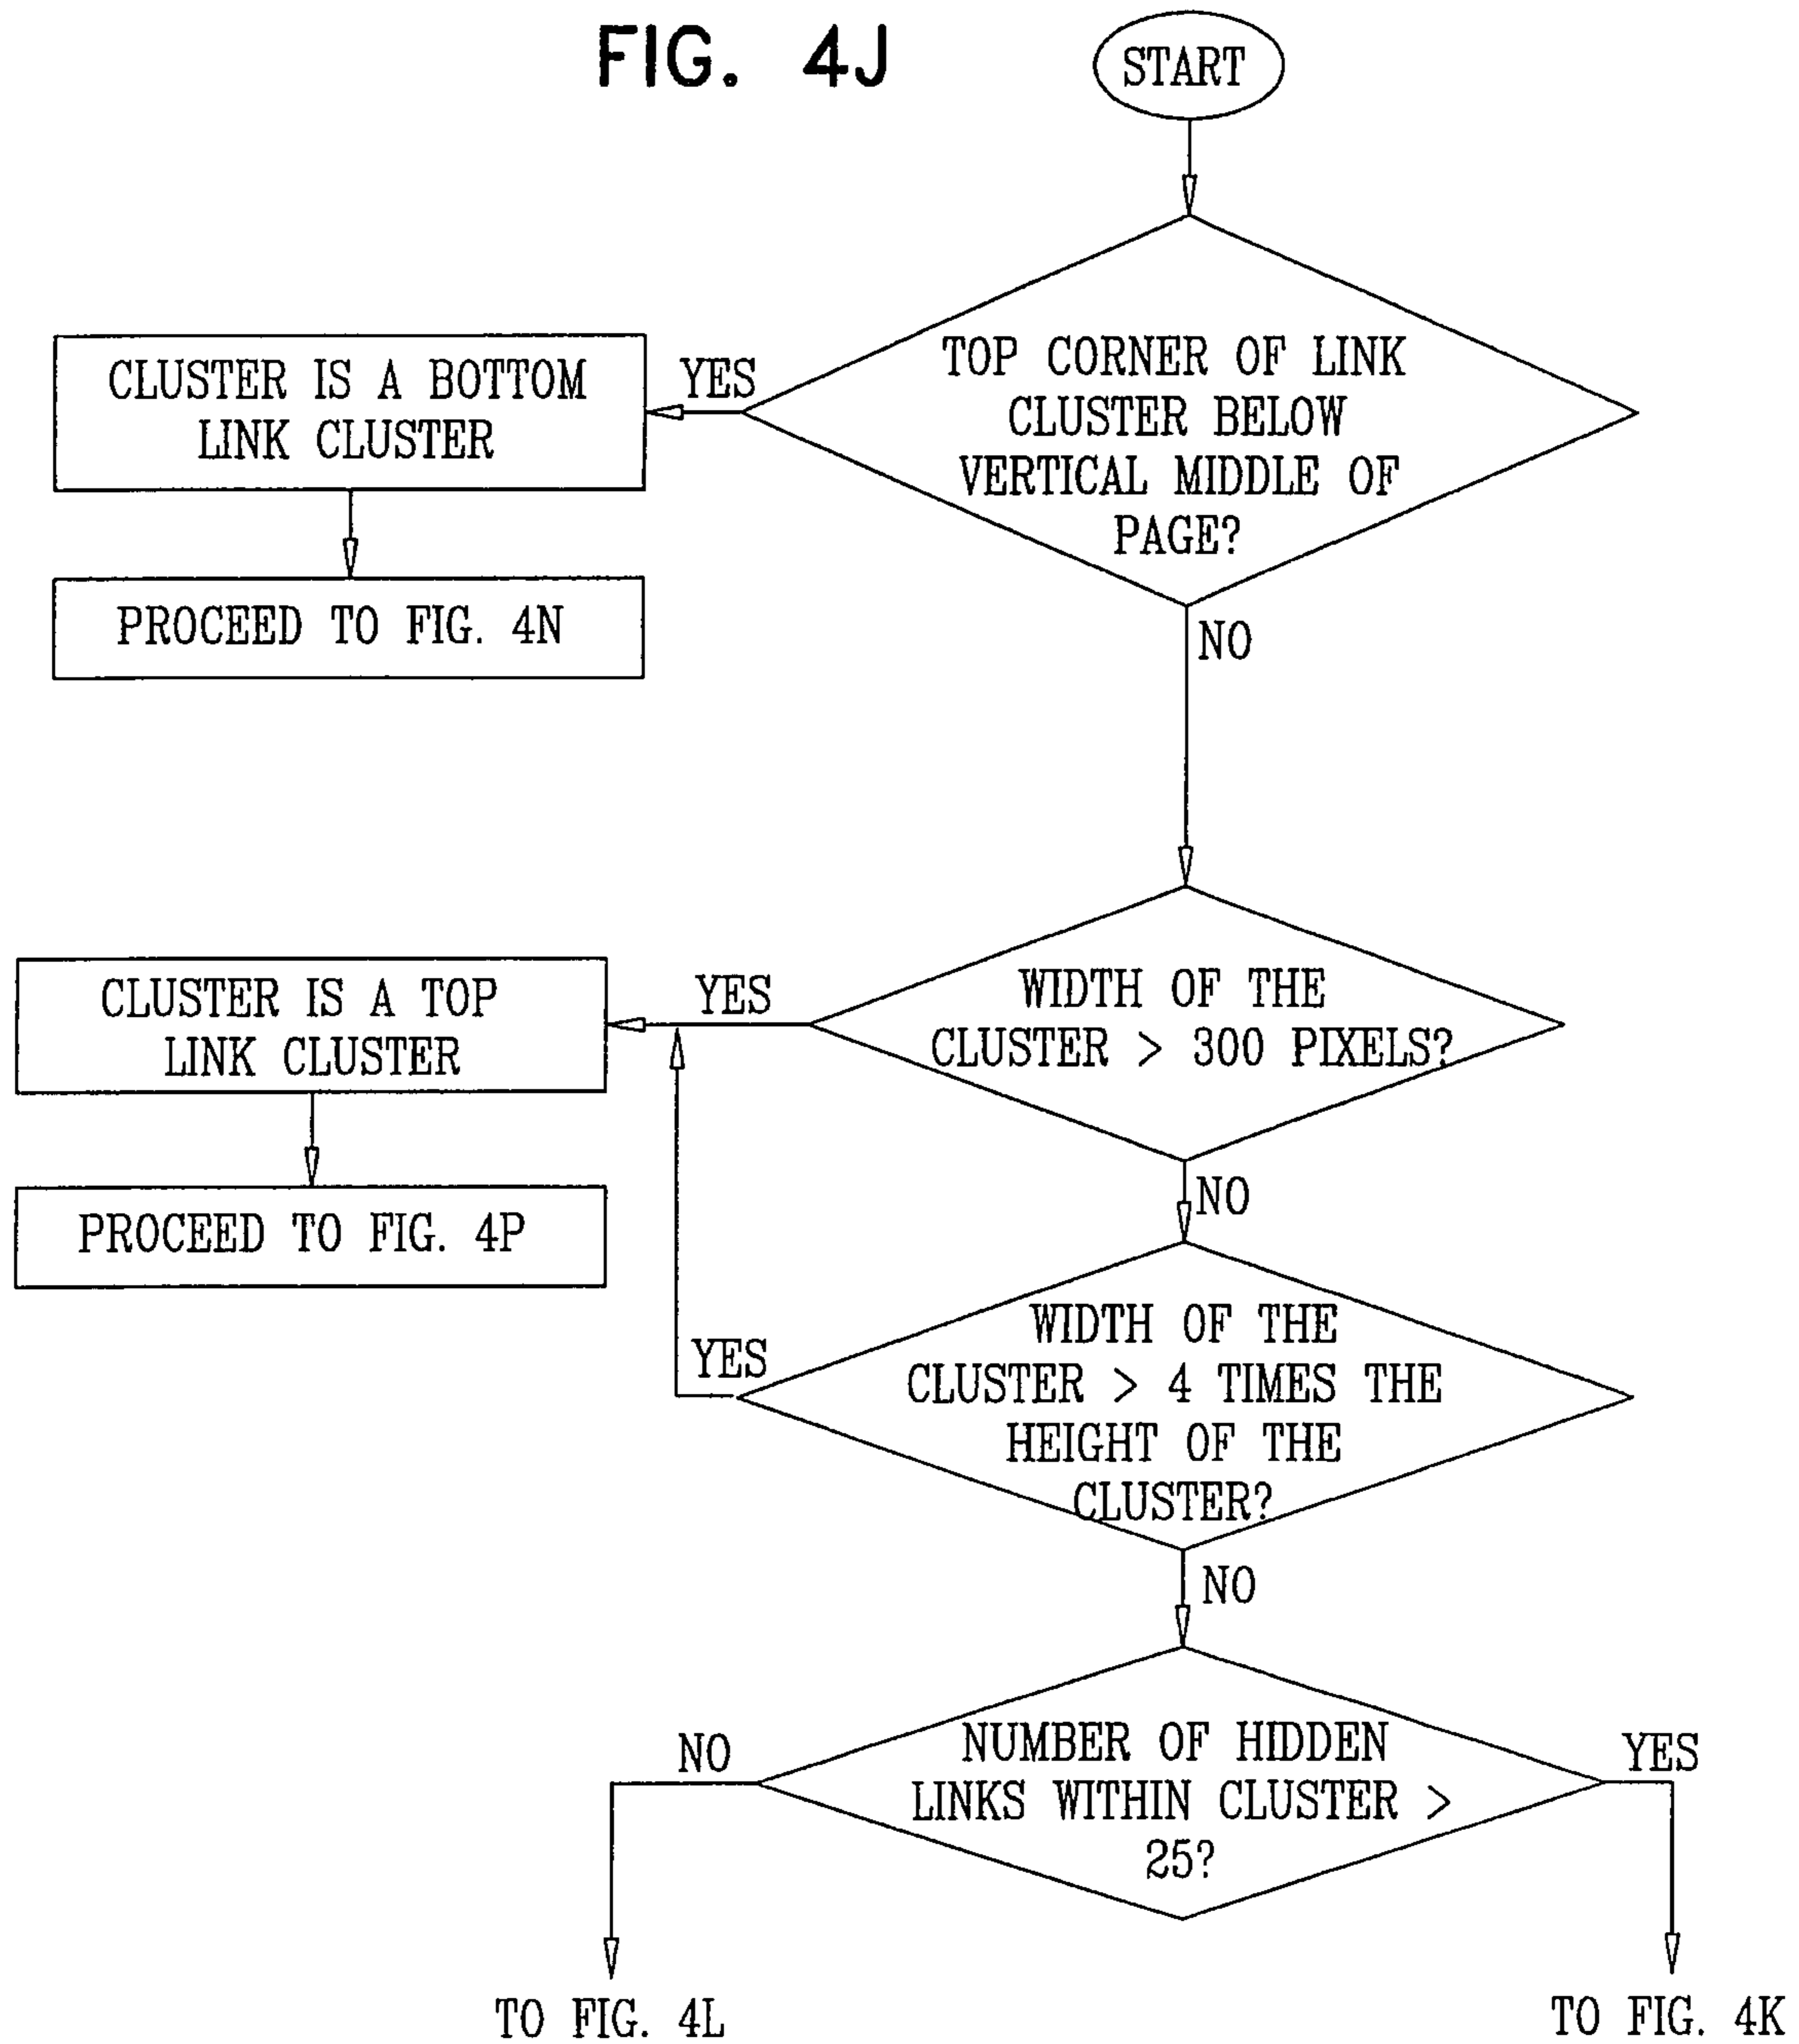 FIG. 4J
START
TOP CORNER OF LINK
CLUSTER BELOW
VERTICAL MIDDLE OF
PAGE?
YES
CLUSTER IS A BOTTOM
LINK CLUSTER
PROCEED TO FIG. 4N
NO
WIDTH OF THE
CLUSTER > 300 PIXELS?
YES
CLUSTER IS A TOP
LINK CLUSTER
PROCEED TO FIG. 4P
NO
WIDTH OF THE
CLUSTER > 4 TIMES THE
HEIGHT OF THE
CLUSTER?
YES
NO
NUMBER OF HIDDEN
LINKS WITHIN CLUSTER >
25?
NO
YES
TO FIG. 4L
TO FIG. 4K